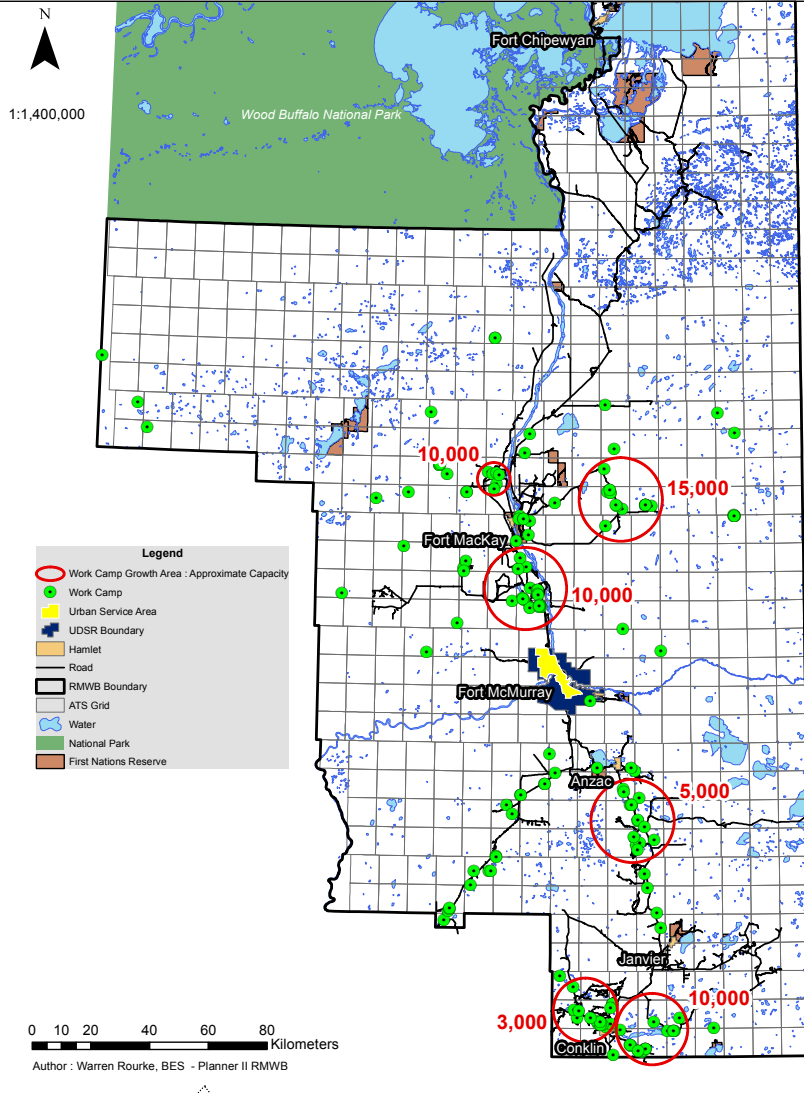 N
Fort Chipewyan
1:1,400,000
Wood Buffalo National Park
10,000
15,000
Fort MacKay
10,000
Legend
Work Camp Growth Area : Approximate Capacity
Work Camp
Urban Service Area
UDSR Boundary
Hamlet
Road
RMWB Boundary
ATS Grid
Water
National Park
First Nations Reserve
Fort McMurray
Anzac
5,000
Janvier
10,000
3,000
Conklin
0 10 20 40 60 80
Kilometers
Author : Warren Rourke, BES - Planner II RMWB